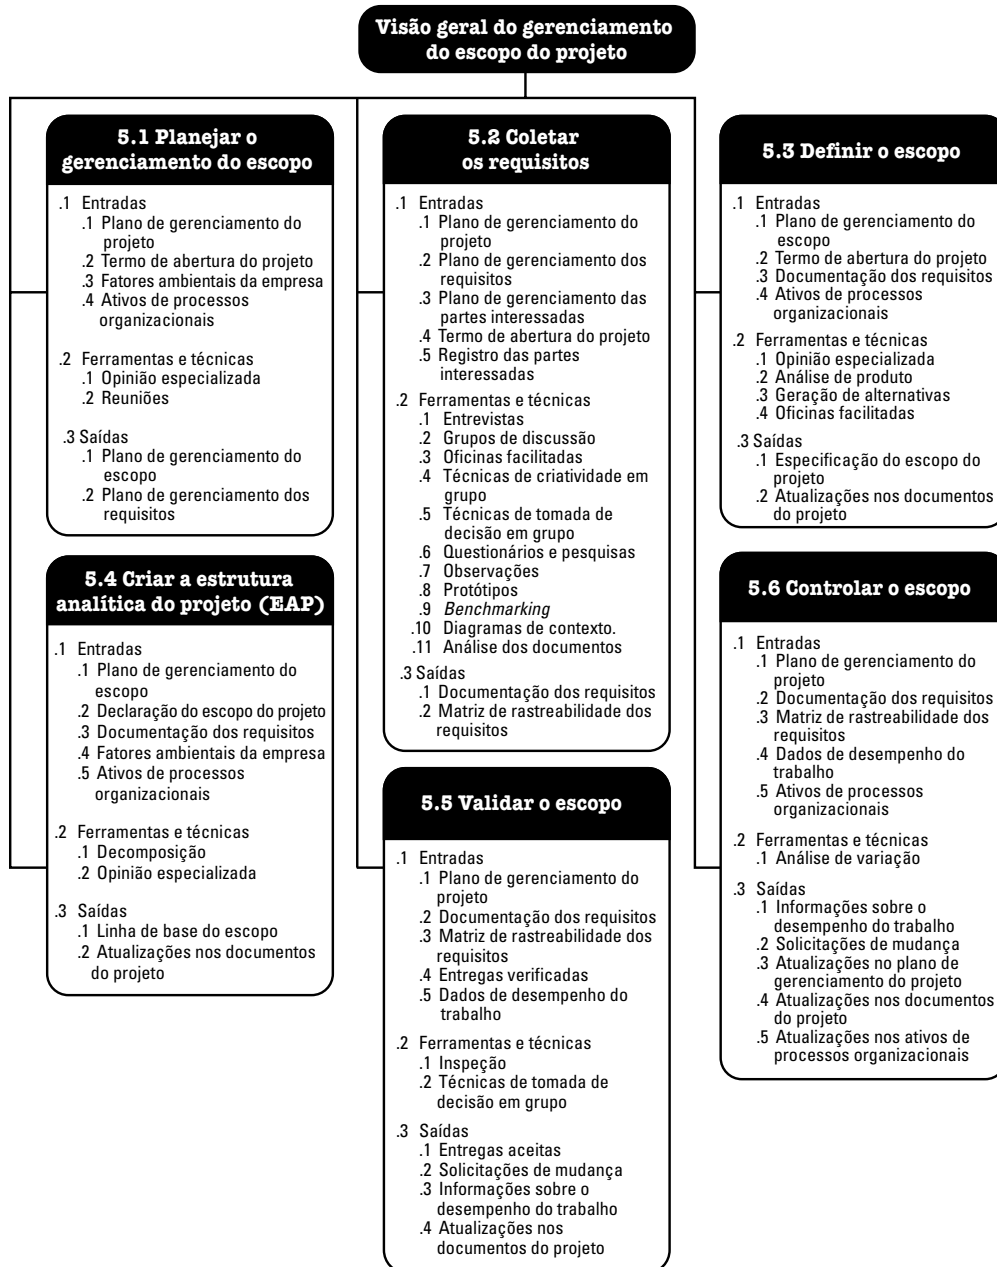 Visão geral do gerenciamento
do escopo do projeto
5.1 Planejar o
gerenciamento do escopo
.1 Entradas
.1 Plano de gerenciamento do
projeto
.2 Termo de abertura do projeto
.3 Fatores ambientais da empresa
.4 Ativos de processos
organizacionais
.2 Ferramentas e técnicas
.1 Opinião especializada
.2 Reuniões
.3 Saídas
.1 Plano de gerenciamento do
escopo
.2 Plano de gerenciamento dos
requisitos
5.2 Coletar
os requisitos
.1 Entradas
.1 Plano de gerenciamento do
projeto
.2 Plano de gerenciamento dos
requisitos
.3 Plano de gerenciamento das
partes interessadas
.4 Termo de abertura do projeto
.5 Registro das partes
interessadas
.2 Ferramentas e técnicas
.1 Entrevistas
.2 Grupos de discussão
.3 Oficinas facilitadas
.4 Técnicas de criatividade em
grupo
.5 Técnicas de tomada de
decisão em grupo
.6 Questionários e pesquisas
.7 Observações
.8 Protótipos
.9 Benchmarking
.10 Diagramas de contexto.
.11 Análise dos documentos
.3 Saídas
.1 Documentação dos requisitos
.2 Matriz de rastreabilidade dos
requisitos
5.3 Definir o escopo
.1 Entradas
.1 Plano de gerenciamento do
escopo
.2 Termo de abertura do projeto
.3 Documentação dos requisitos
.4 Ativos de processos
organizacionais
.2 Ferramentas e técnicas
.1 Opinião especializada
.2 Análise de produto
.3 Geração de alternativas
.4 Oficinas facilitadas
.3 Saídas
.1 Especificação do escopo do
projeto
.2 Atualizações nos documentos
do projeto
5.4 Criar a estrutura
analítica do projeto (EAP)
.1 Entradas
.1 Plano de gerenciamento do
escopo
.2 Declaração do escopo do projeto
.3 Documentação dos requisitos
.4 Fatores ambientais da empresa
.5 Ativos de processos
organizacionais
.2 Ferramentas e técnicas
.1 Decomposição
.2 Opinião especializada
.3 Saídas
.1 Linha de base do escopo
.2 Atualizações nos documentos
do projeto
5.5 Validar o escopo
.1 Entradas
.1 Plano de gerenciamento do
projeto
.2 Documentação dos requisitos
.3 Matriz de rastreabilidade dos
requisitos
.4 Entregas verificadas
.5 Dados de desempenho do
trabalho
.2 Ferramentas e técnicas
.1 Inspeção
.2 Técnicas de tomada de
decisão em grupo
.3 Saídas
.1 Entregas aceitas
.2 Solicitações de mudança
.3 Informações sobre o
desempenho do trabalho
.4 Atualizações nos
documentos do projeto
5.6 Controlar o escopo
.1 Entradas
.1 Plano de gerenciamento do
projeto
.2 Documentação dos requisitos
.3 Matriz de rastreabilidade dos
requisitos
.4 Dados de desempenho do
trabalho
.5 Ativos de processos
organizacionais
.2 Ferramentas e técnicas
.1 Análise de variação
.3 Saídas
.1 Informações sobre o
desempenho do trabalho
.2 Solicitações de mudança
.3 Atualizações no plano de
gerenciamento do projeto
.4 Atualizações nos documentos
do projeto
.5 Atualizações nos ativos de
processos organizacionais